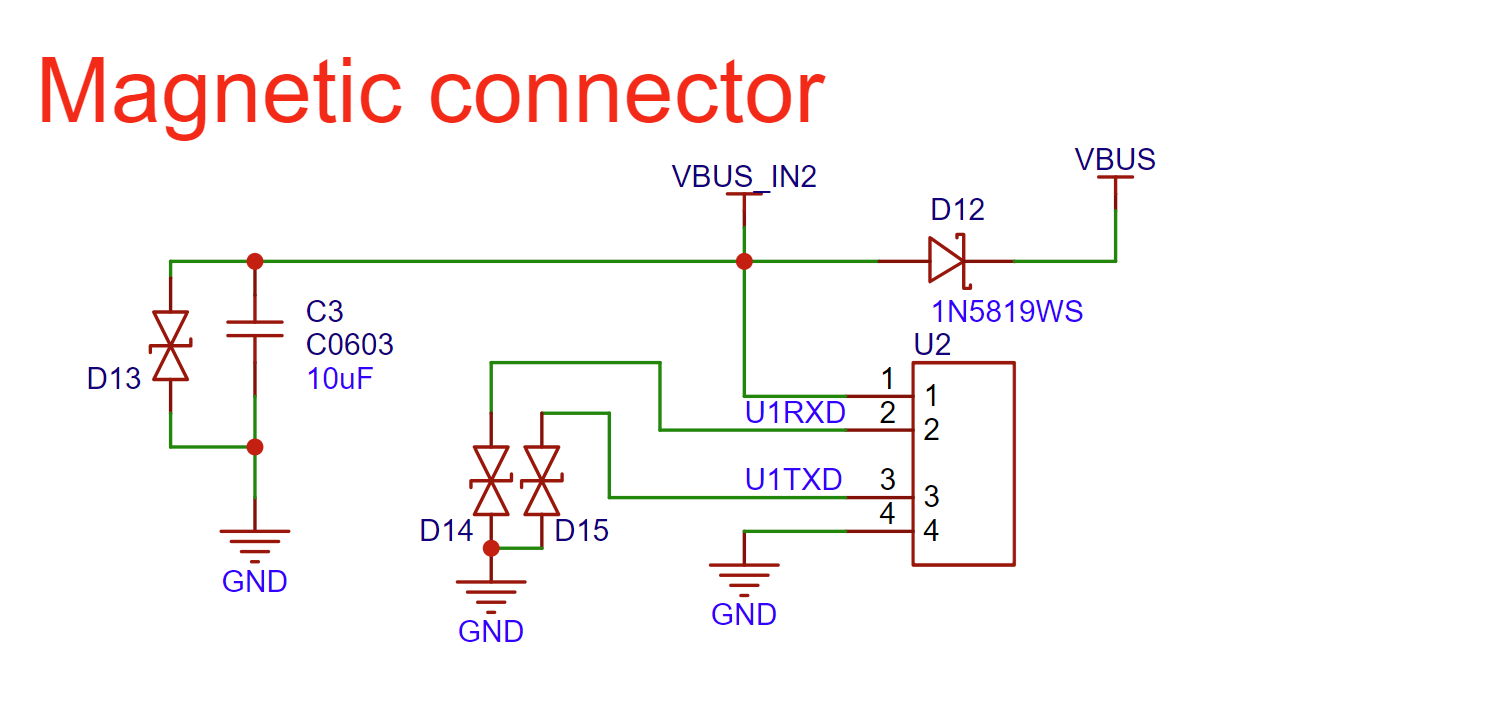 Magnetic connector
VBUS_IN2
VBUS
D12
1N5819WS
C3
C0603
10uF
D13
U2
1
1
U1RXD
2
2
U1TXD
3
3
4
4
D14
D15
GND
GND
GND